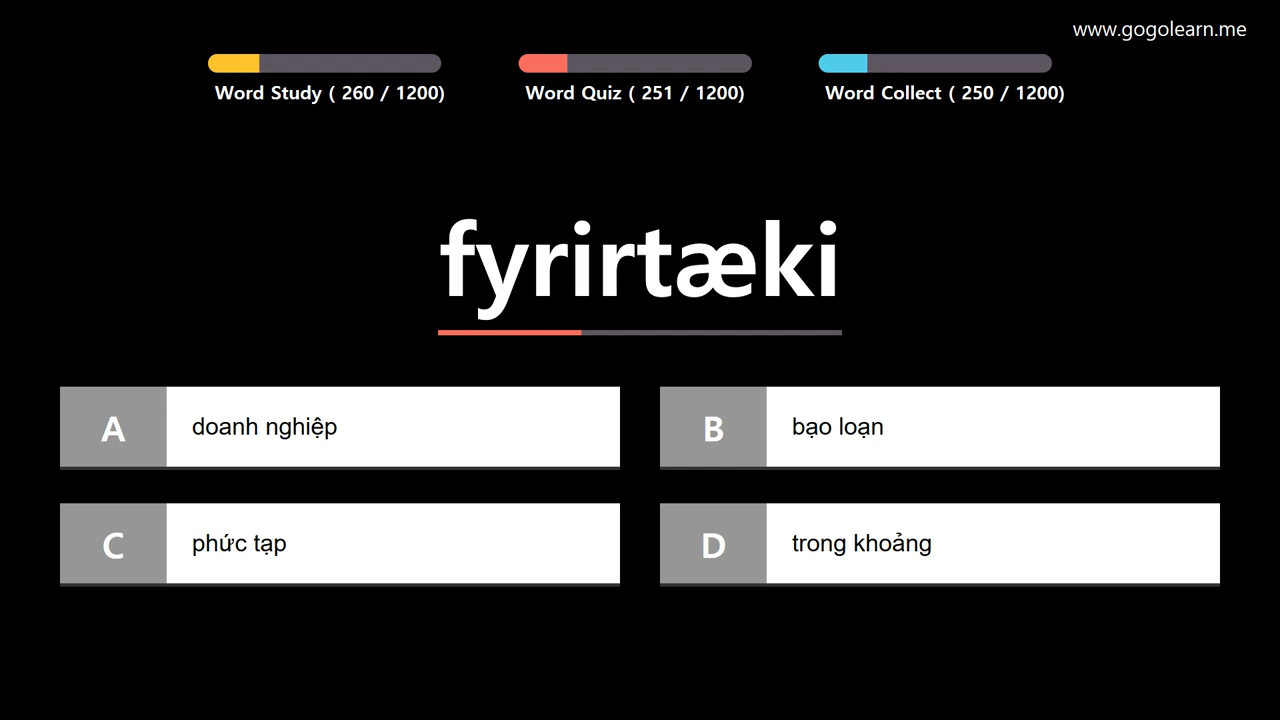 www.gogolearn.me
Word Study ( 260 / 1200)
Word Quiz ( 251 / 1200)
Word Collect ( 250 / 1200)
fyrirtæki
A
doanh nghiệp
B
bạo loạn
C
phức tạp
D
trong khoảng